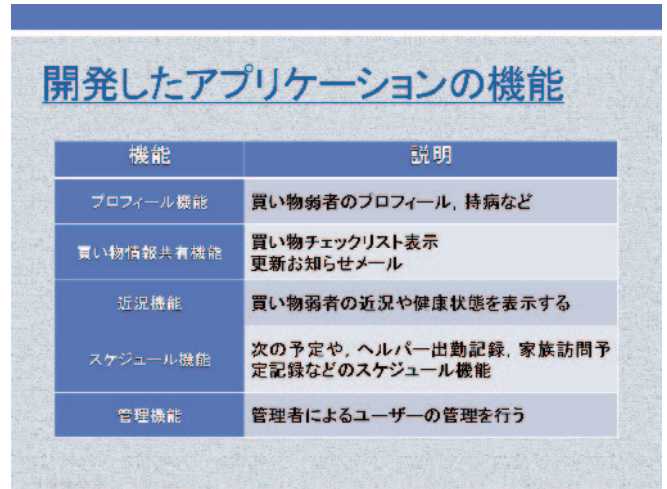 開発したアプリケーションの機能
機能 説明
プロフィール機能 買い物弱者のプロフィール, 持病など
買い物情報共有機能 買い物チェックリスト表示
更新お知らせメール
近況機能 買い物弱者の近況や健康状態を表示する
スケジュール機能 次の予定や, ヘルパー出勤記録, 家族訪問予
定記録などのスケジュール機能
管理機能 管理者によるユーザーの管理を行う